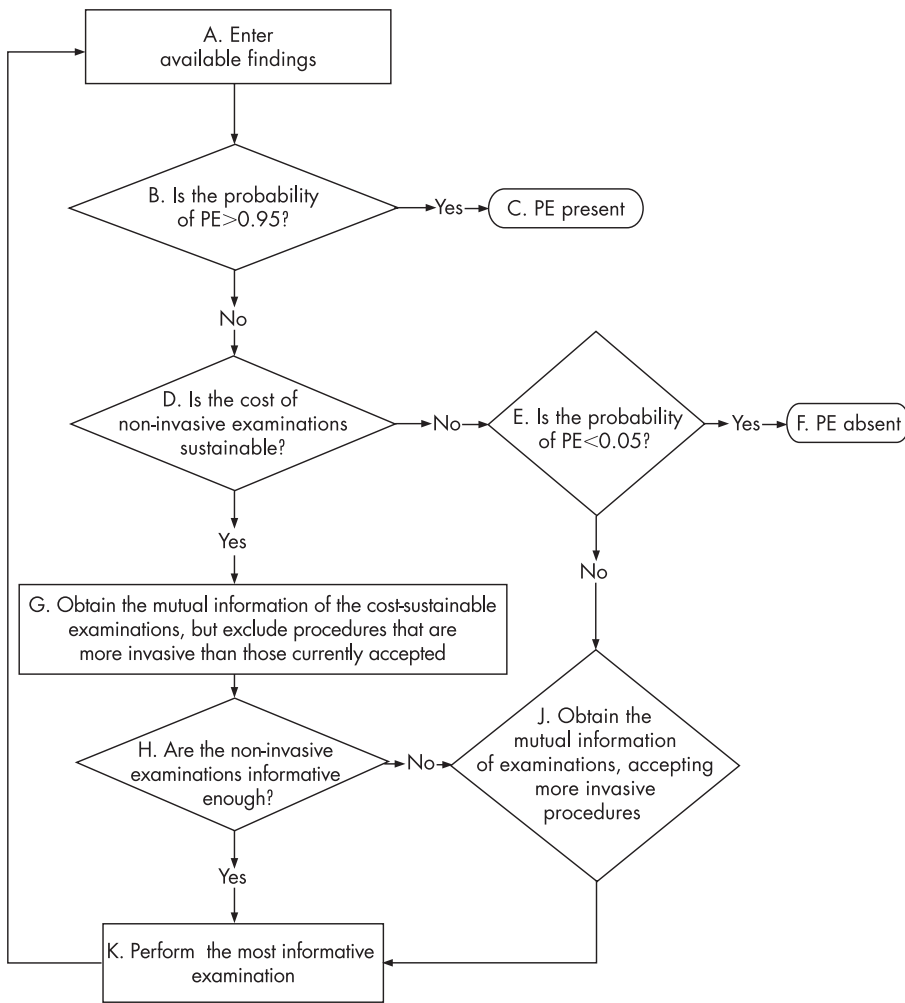 A. Enter
available findings
B. Is the probability
of PE>0.95?
Yes
C. PE present
No
D. Is the cost of
non-invasive examinations
sustainable?
No
E. Is the probability
of PE<0.05?
Yes
F. PE absent
Yes
No
G. Obtain the mutual information of the cost-sustainable
examinations, but exclude procedures that are
more invasive than those currently accepted
H. Are the non-invasive
examinations informative
enough?
No
J. Obtain the
mutual information
of examinations, accepting
more invasive
procedures
Yes
K. Perform the most informative
examination